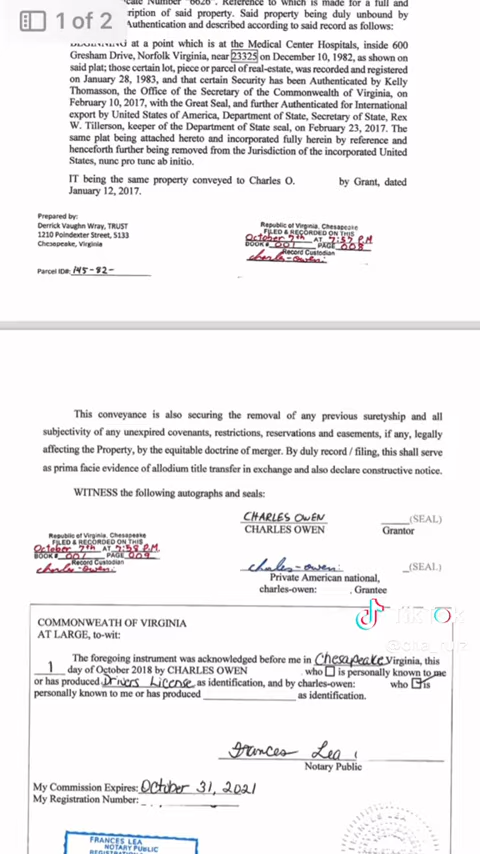 1 of 2
cate Number "6626". Reference to which is made for a full and
ription of said property. Said property being duly unbound by
Authentication and described according to said record as follows:
BEGINNING at a point which is at the Medical Center Hospitals, inside 600
Gresham Drive, Norfolk Virginia, near 23325 on December 10, 1982, as shown on
said plat; those certain lot, piece or parcel of real-estate, was recorded and registered
on January 28, 1983, and that certain Security has been Authenticated by Kelly
Thomasson, the Office of the Secretary of the Commonwealth of Virginia, on
February 10, 2017, with the Great Seal, and further Authenticated for International
export by United States of America, Department of State, Secretary of State, Rex
W. Tillerson, keeper of the Department of State seal, on February 23, 2017. The
same plat being attached hereto and incorporated fully herein by reference and
henceforth further being removed from the Jurisdiction of the incorporated United
States, nunc pro tunc ab initio.
IT being the same property conveyed to Charles O. by Grant, dated
January 12, 2017.
Prepared by:
Derrick Vaughn Wray, TRUST
1210 Poindexter Street, 5133
Chesapeake, Virginia
Republic of Virginia, Chesapeake
FILED & RECORDED ON THIS
October 7th AT 7:57 P.M
BOOK# 001 PAGE 008
Record Custodian
charles-owen:
Parcel ID#: 145-82-
This conveyance is also securing the removal of any previous suretyship and all
subjectivity of any unexpired covenants, restrictions, reservations and easements, if any, legally
affecting the Property, by the equitable doctrine of merger. By duly record / filing, this shall serve
as prima facie evidence of allodium title transfer in exchange and also declare constructive notice.
WITNESS the following autographs and seals:
CHARLES OWEN (SEAL)
CHARLES OWEN Grantor
Republic of Virginia, Chesapeake
FILED & RECORDED ON THIS
October 7th AT 7:58 P.M.
BOOK# 001 PAGE 009
Record Custodian
charles-owen:
charles-owen: (SEAL)
Private American national,
charles-owen: , Grantee
TikTok
COMMONWEALTH OF VIRGINIA
AT LARGE, to-wit:
The foregoing instrument was acknowledged before me in Chesapeake Virginia, this
1 day of October 2018 by CHARLES OWEN who is personally known to me
or has produced Drivers License as identification, and by charles-owen: who is
personally known to me or has produced as identification.
Frances Lea
Notary Public
My Commission Expires: October 31, 2021
My Registration Number:
FRANCES LEA
NOTARY PUBLIC